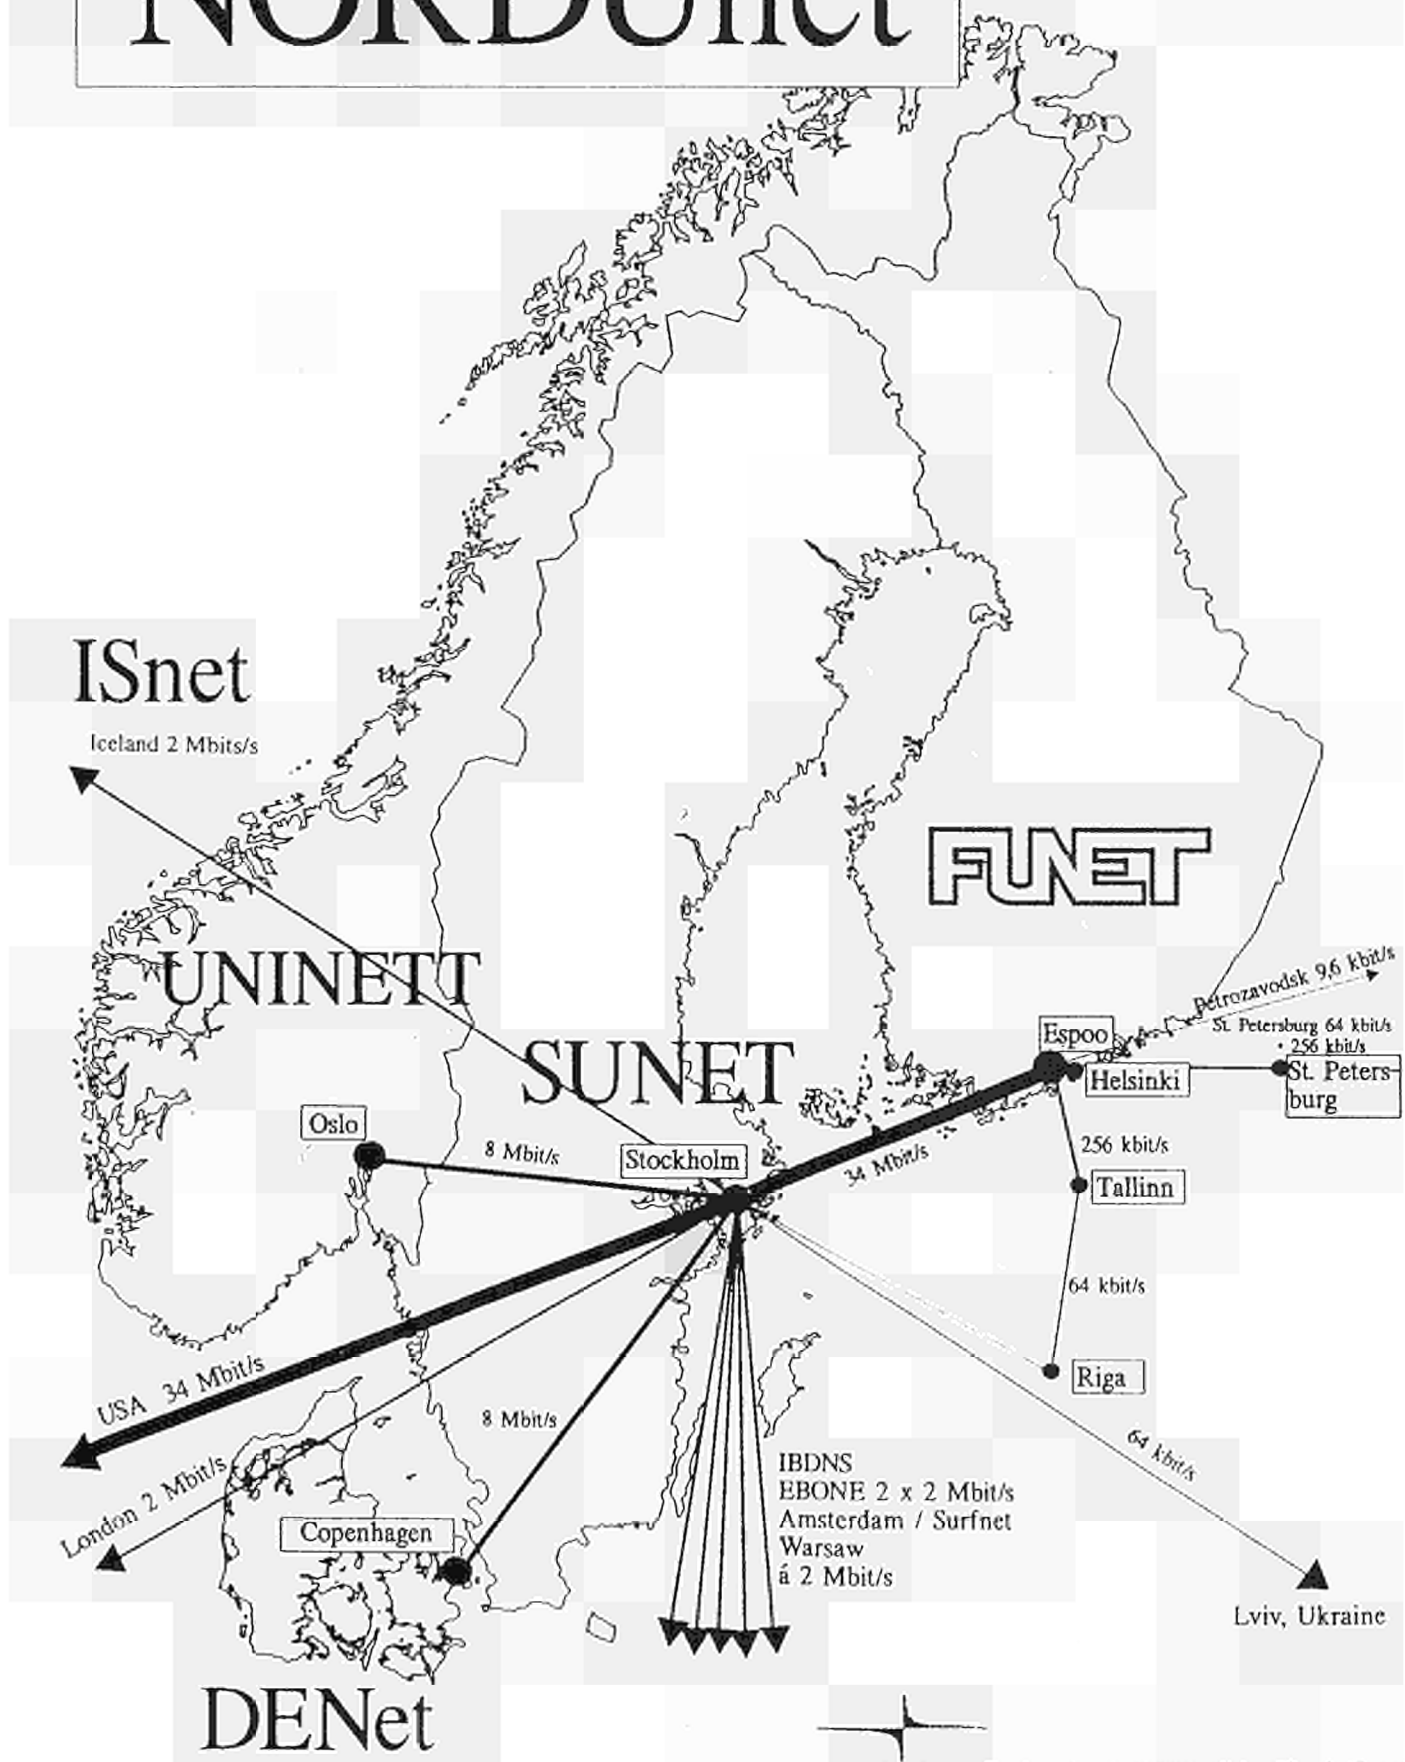 NORDUnet
ISnet
Iceland 2 Mbits/s
FUNET
UNINETT
Petrozavodsk 9,6 kbit/s
St. Petersburg 64 kbit/s
• 256 kbit/s
Espoo
SUNET
Helsinki
St. Peters-
burg
Oslo
8 Mbit/s
Stockholm
34 Mbit/s
256 kbit/s
Tallinn
64 kbit/s
USA 34 Mbit/s
Riga
8 Mbit/s
64 kbit/s
London 2 Mbit/s
IBDNS
EBONE 2 x 2 Mbit/s
Amsterdam / Surfnet
Warsaw
á 2 Mbit/s
Copenhagen
Lviv, Ukraine
DENet